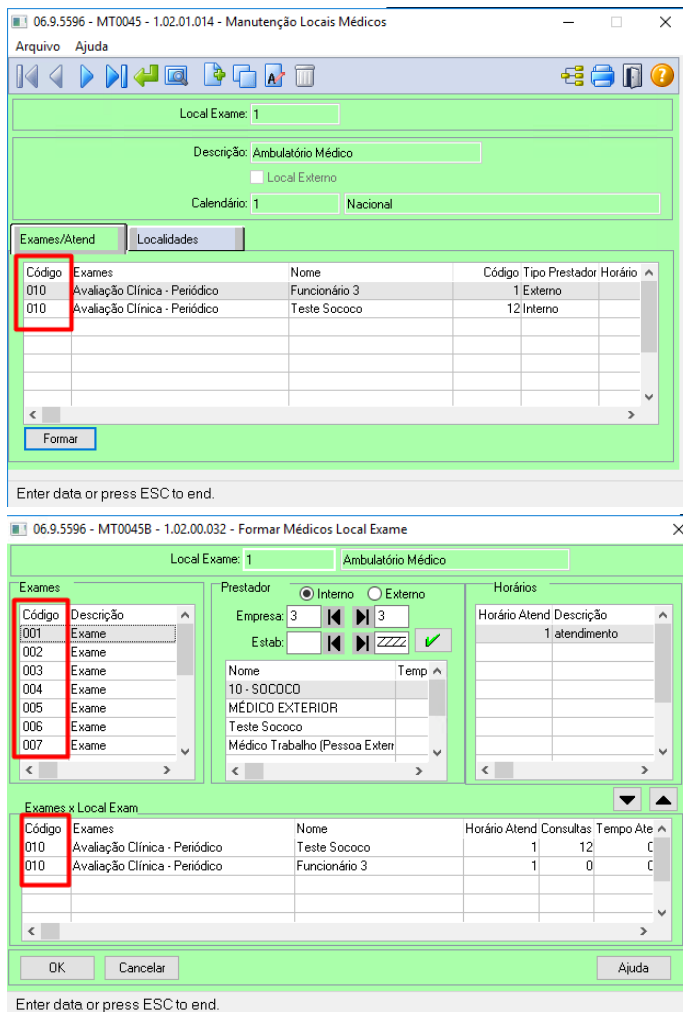 06.9.5596 - MT0045 - 1.02.01.014 - Manutenção Locais Médicos
Arquivo Ajuda
Local Exame: 1
Descrição: Ambulatório Médico
Local Externo
Calendário: 1 Nacional
Exames/Atend Localidades
Código Exames Nome Código Tipo Prestador Horário
010 Avaliação Clínica - Periódico Funcionário 3 1 Externo
010 Avaliação Clínica - Periódico Teste Sococo 12 Interno
Formar
Enter data or press ESC to end.
06.9.5596 - MT0045B - 1.02.00.032 - Formar Médicos Local Exame
Local Exame: 1 Ambulatório Médico
Exames Prestador Interno Externo Horários
Empresa: 3 3
Estab: ZZZZ
Código Descrição
001 Exame
002 Exame
003 Exame
004 Exame
005 Exame
006 Exame
007 Exame
Nome Temp
10 - SOCOCO
MÉDICO EXTERIOR
Teste Sococo
Médico Trabalho (Pessoa Extern
Horário Atend Descrição
1 atendimento
Exames x Local Exam
Código Exames Nome Horário Atend Consultas Tempo Ate
010 Avaliação Clínica - Periódico Teste Sococo 1 12 0
010 Avaliação Clínica - Periódico Funcionário 3 1 0 0
OK Cancelar Ajuda
Enter data or press ESC to end.